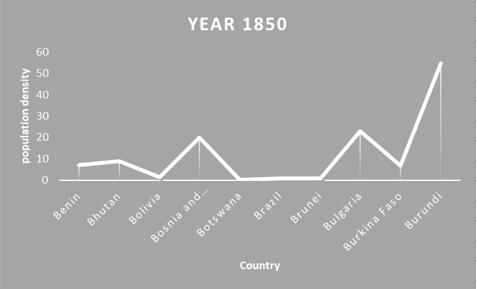 YEAR 1850
population density
60
50
40
30
20
10
0
Benin
Bhutan
Bolivia
Bosnia and...
Botswana
Brazil
Brunei
Bulgaria
Burkina Faso
Burundi
Country